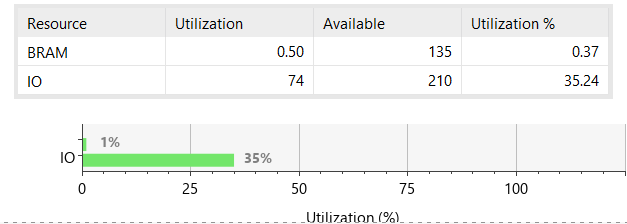 Resource Utilization Available Utilization %
BRAM 0.50 135 0.37
IO 74 210 35.24
1%
IO 35%
0 25 50 75 100
Utilization (%)